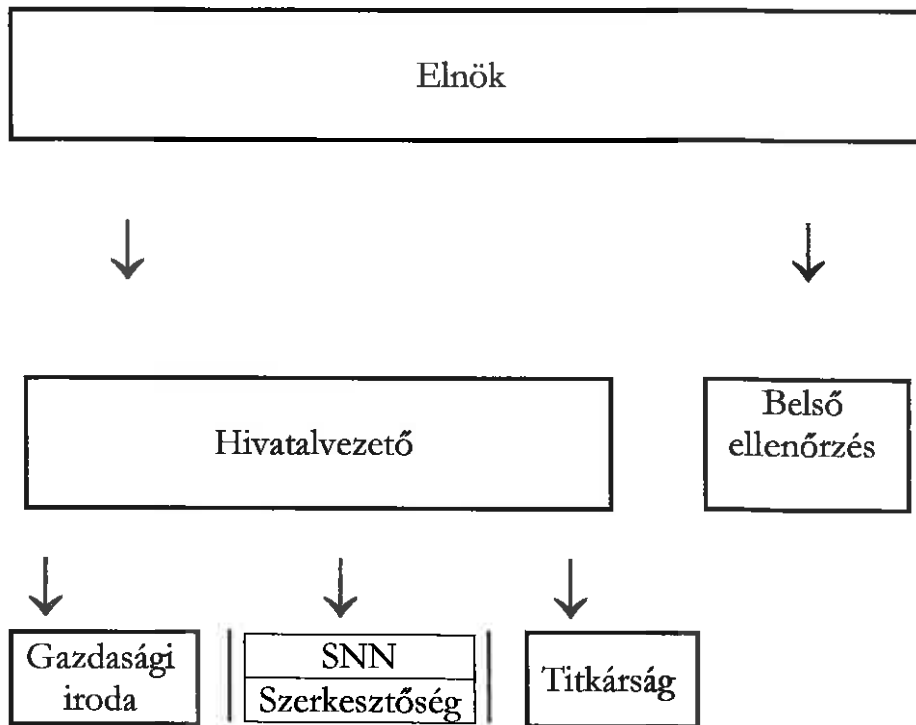 Elnök
Hivatalvezető
Belső
ellenőrzés
Gazdasági
iroda
SNN
Szerkesztőség
Titkárság